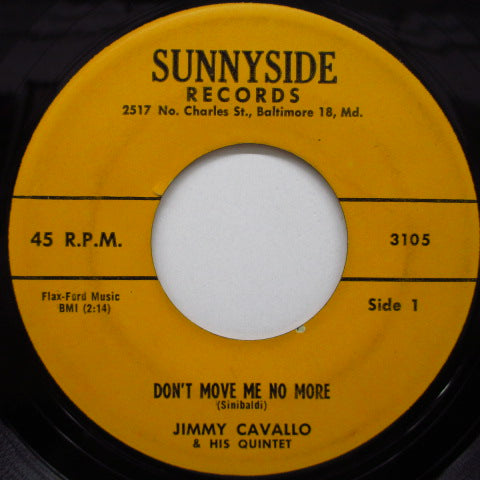 SUNNYSIDE
RECORDS
2517 No. Charles St., Baltimore 18, Md.
45 R.P.M.
3105
Flax-Ford Music
BMI (2:14)
Side 1
DON'T MOVE ME NO MORE
(Sinibaldi)
JIMMY CAVALLO
& HIS QUINTET